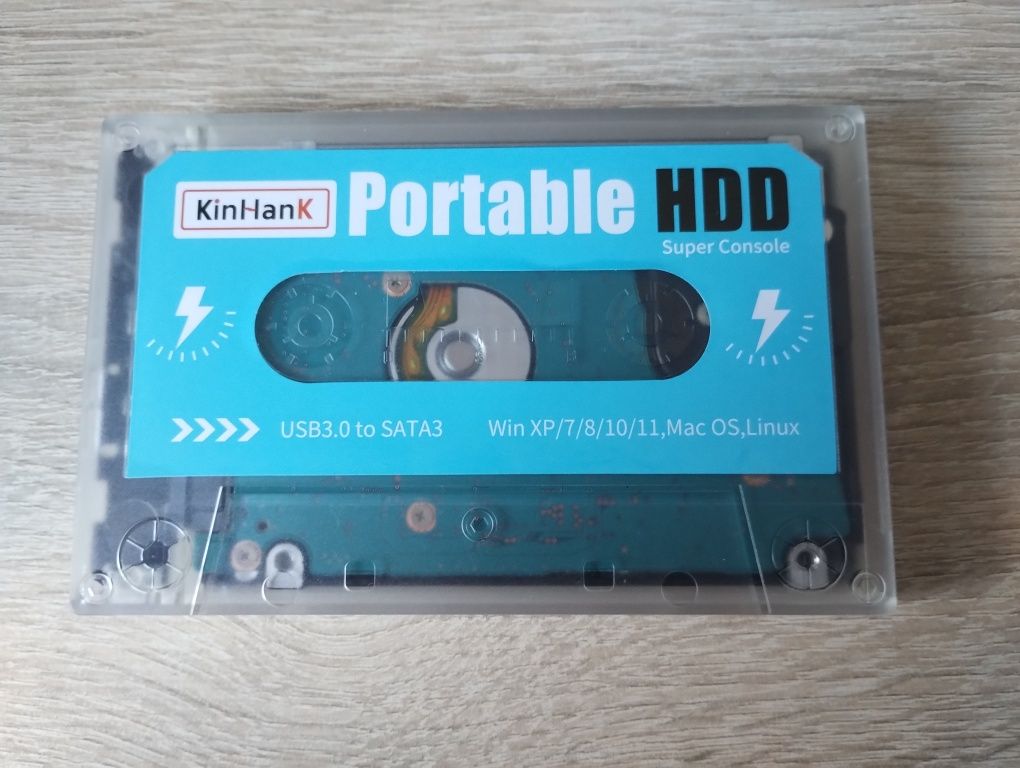 KinHanK Portable HDD
Super Console
USB3.0 to SATA3 Win XP/7/8/10/11,Mac OS,Linux